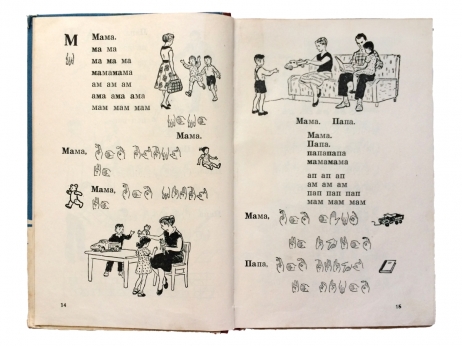 М
Мама.
ма ма
ма ма ма
мамамама
ам ам ам
ама ама ама
мам мам мам
Мама.
Мама,
Мама,
14
Мама. Папа.
Мама.
Папа.
папапапа
мамамама
ап ап ап
ам ам ам
пап пап пап
мам мам мам
Мама,
Папа,